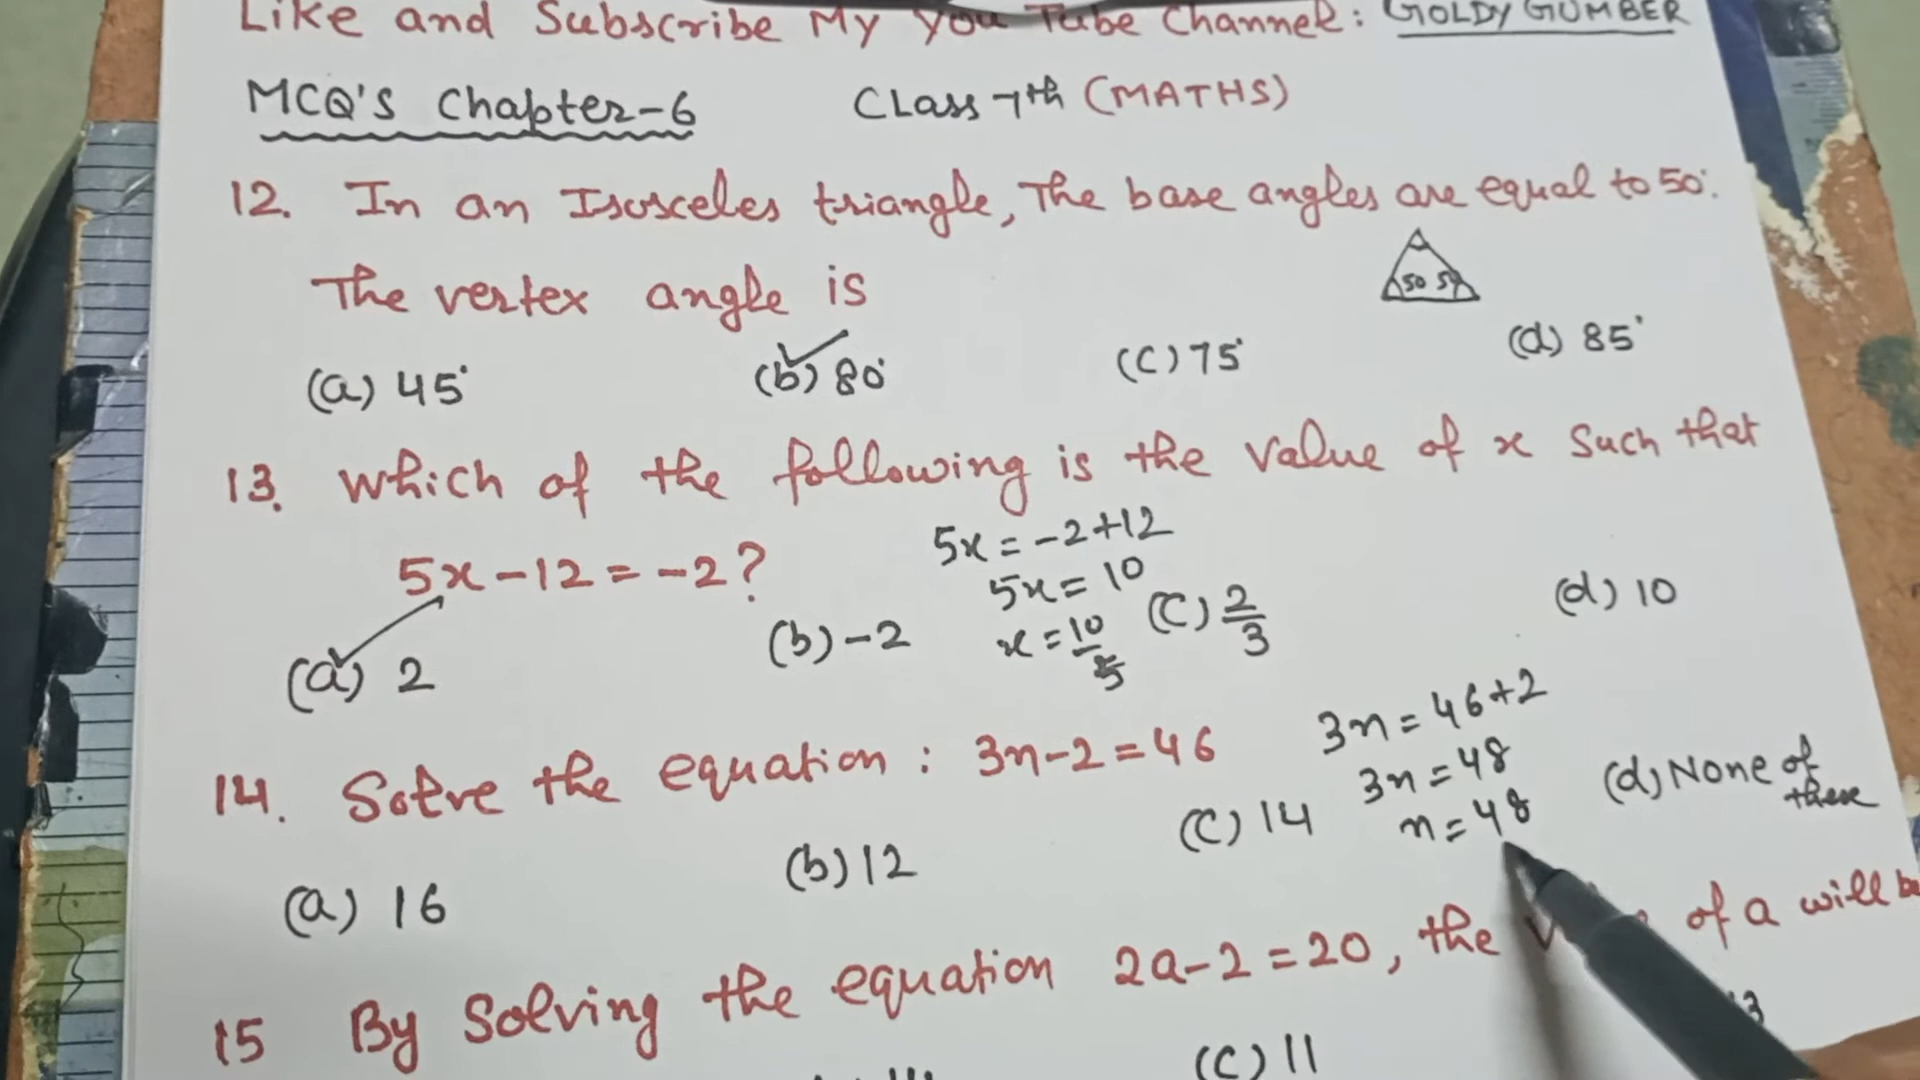 Like and Subscribe My You Tube Channel: GOLDY GUMBER
MCQ'S Chapter-6 Class 7th (MATHS)
12. In an Isosceles triangle, The base angles are equal to 50°.
The vertex angle is
50 50
(a) 45° (b) 80° (c) 75° (d) 85°
13. Which of the following is the value of x such that
5x-12=-2?
5x=-2+12
5x=10
x=10/5
(a) 2 (b) -2 (c) 2/3 (d) 10
14. Solve the equation: 3n-2=46
3n=46+2
3n=48
n=48
(a) 16 (b) 12 (c) 14 (d) None of these
15 By Solving the equation 2a-2=20, the of a will be
(c) 11